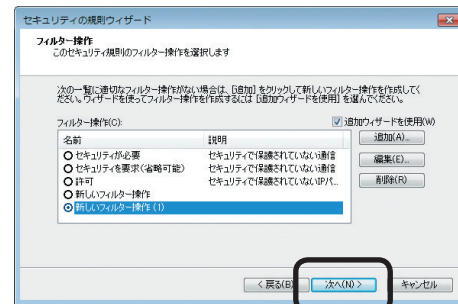 セキュリティの規則ウィザード
フィルター操作
このセキュリティ規則のフィルター操作を選択します
次の一覧に適切なフィルター操作がない場合は、[追加] をクリックして新しいフィルター操作を作成してく
ださい。ウィザードを使ってフィルター操作を作成するには [追加ウィザードを使用] を選んでください。
フィルター操作(C): 追加ウィザードを使用(W)
名前 説明 追加(A)...
セキュリティが必要 セキュリティで保護されていない通信
セキュリティを要求 (省略可能) セキュリティで保護されていない通信 編集(E)...
許可 セキュリティで保護されていないIPパ... 削除(R)
新しいフィルター操作
新しいフィルター操作 (1)
< 戻る(B) 次へ(N) > キャンセル